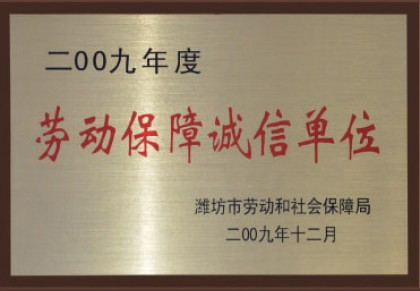 二00九年度
劳动保障诚信单位
潍坊市劳动和社会保障局
二00九年十二月